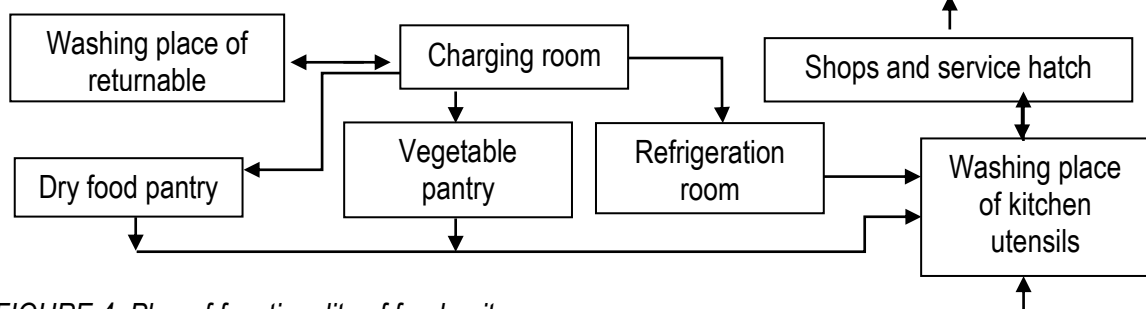 Washing place of
returnable
Charging room
Shops and service hatch
Dry food pantry
Vegetable
pantry
Refrigeration
room
Washing place
of kitchen
utensils